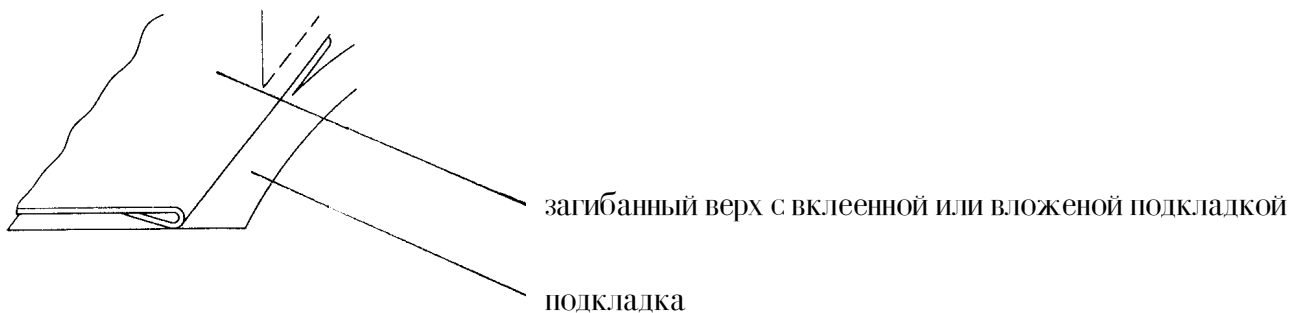 загибанный верх с вклеенной или вложеной подкладкой
подкладка